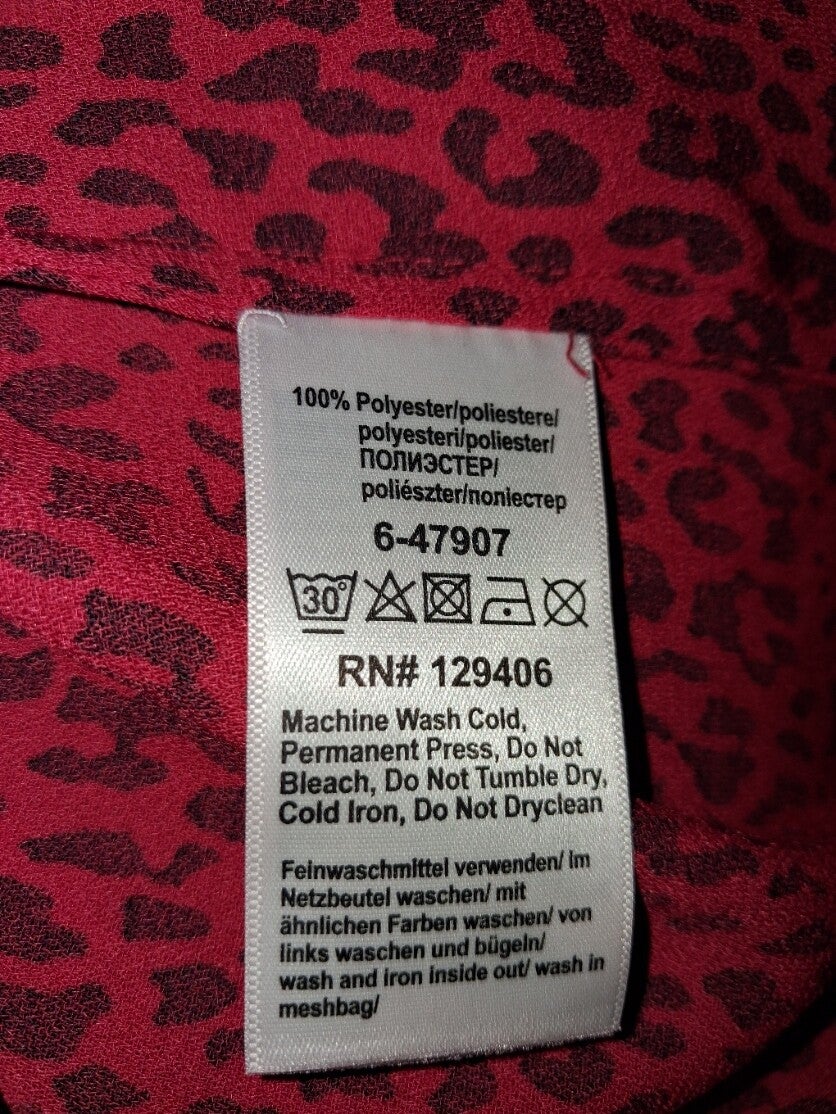 100% Polyester/poliestere/
polyesteri/poliester/
ПОЛИЭСТЕР/
poliészter/поліестер
6-47907
30°
RN# 129406
Machine Wash Cold,
Permanent Press, Do Not
Bleach, Do Not Tumble Dry,
Cold Iron, Do Not Dryclean
Feinwaschmittel verwenden/ im
Netzbeutel waschen/ mit
ähnlichen Farben waschen/ von
links waschen und bügeln/
wash and iron inside out/ wash in
meshbag/